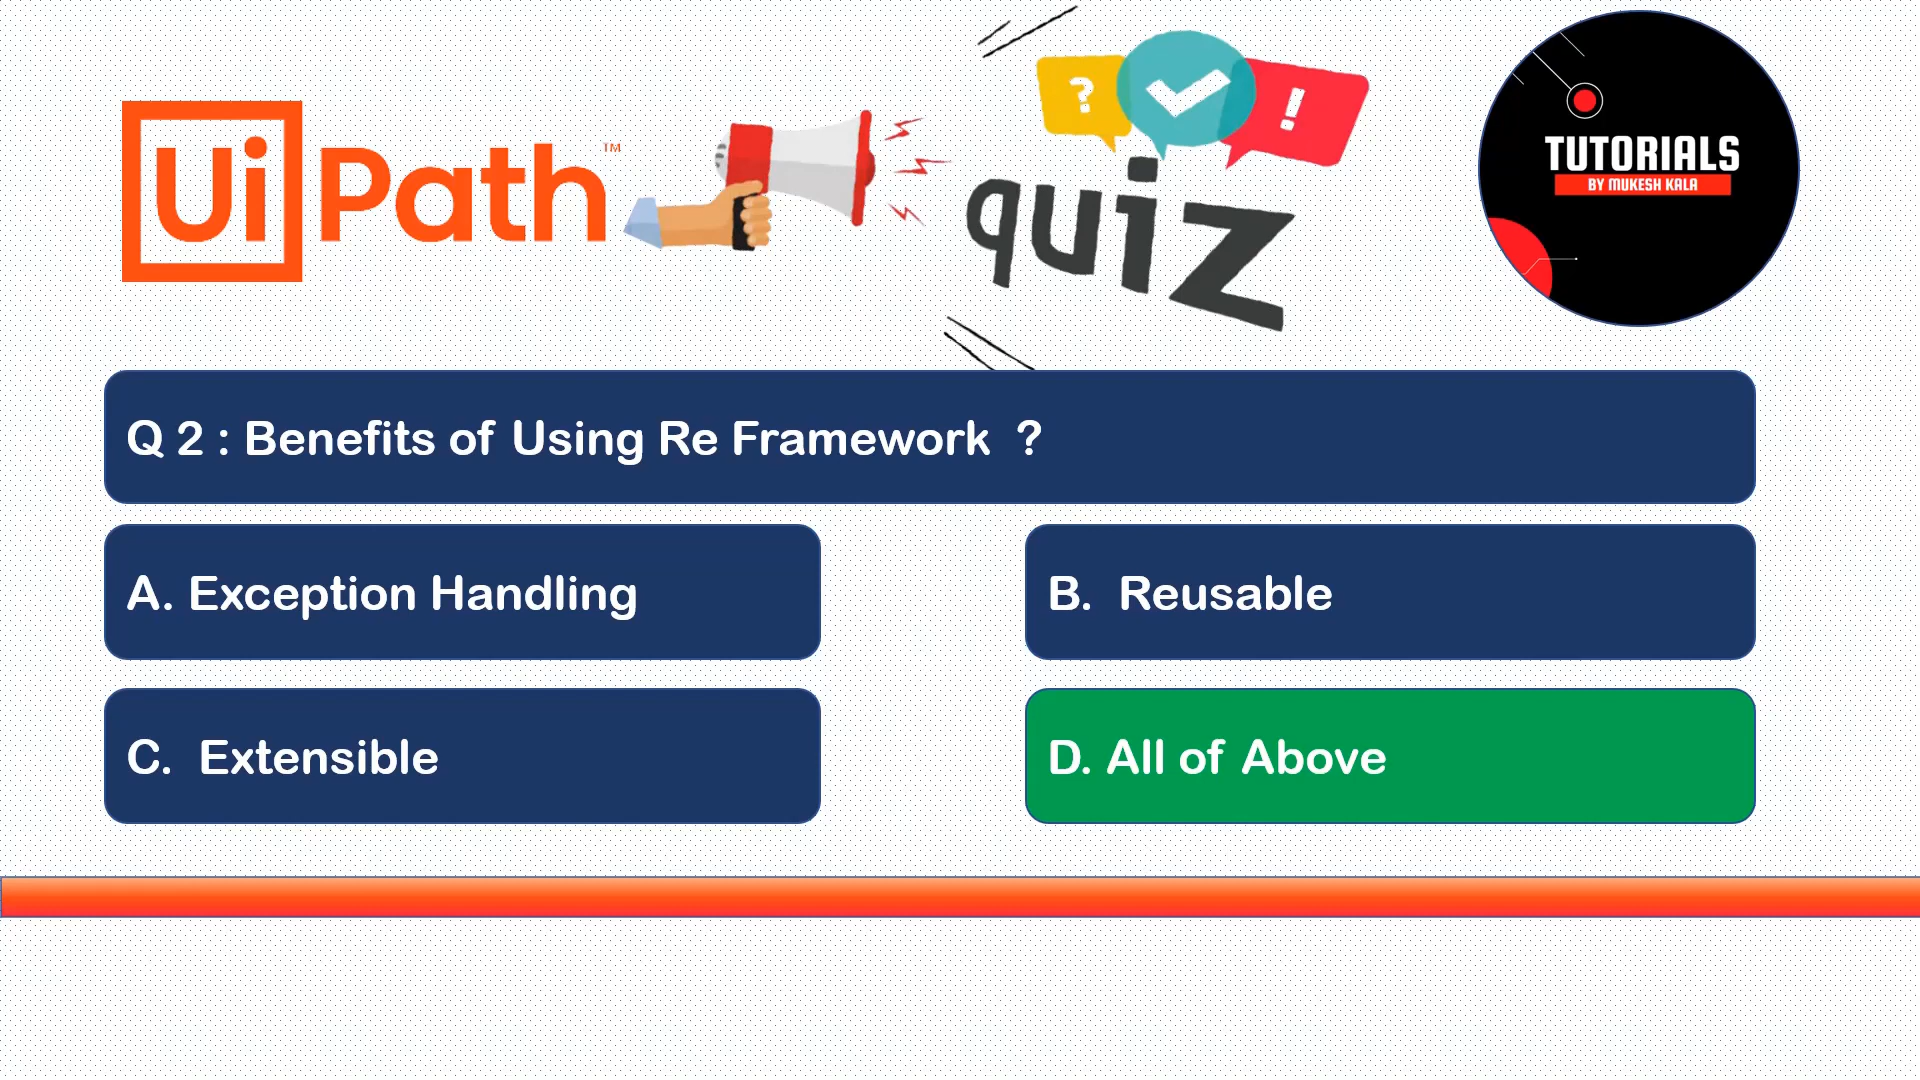 UiPath™
?
!
quiz
TUTORIALS
BY MUKESH KALA
Q 2 : Benefits of Using Re Framework ?
A. Exception Handling
B. Reusable
C. Extensible
D. All of Above